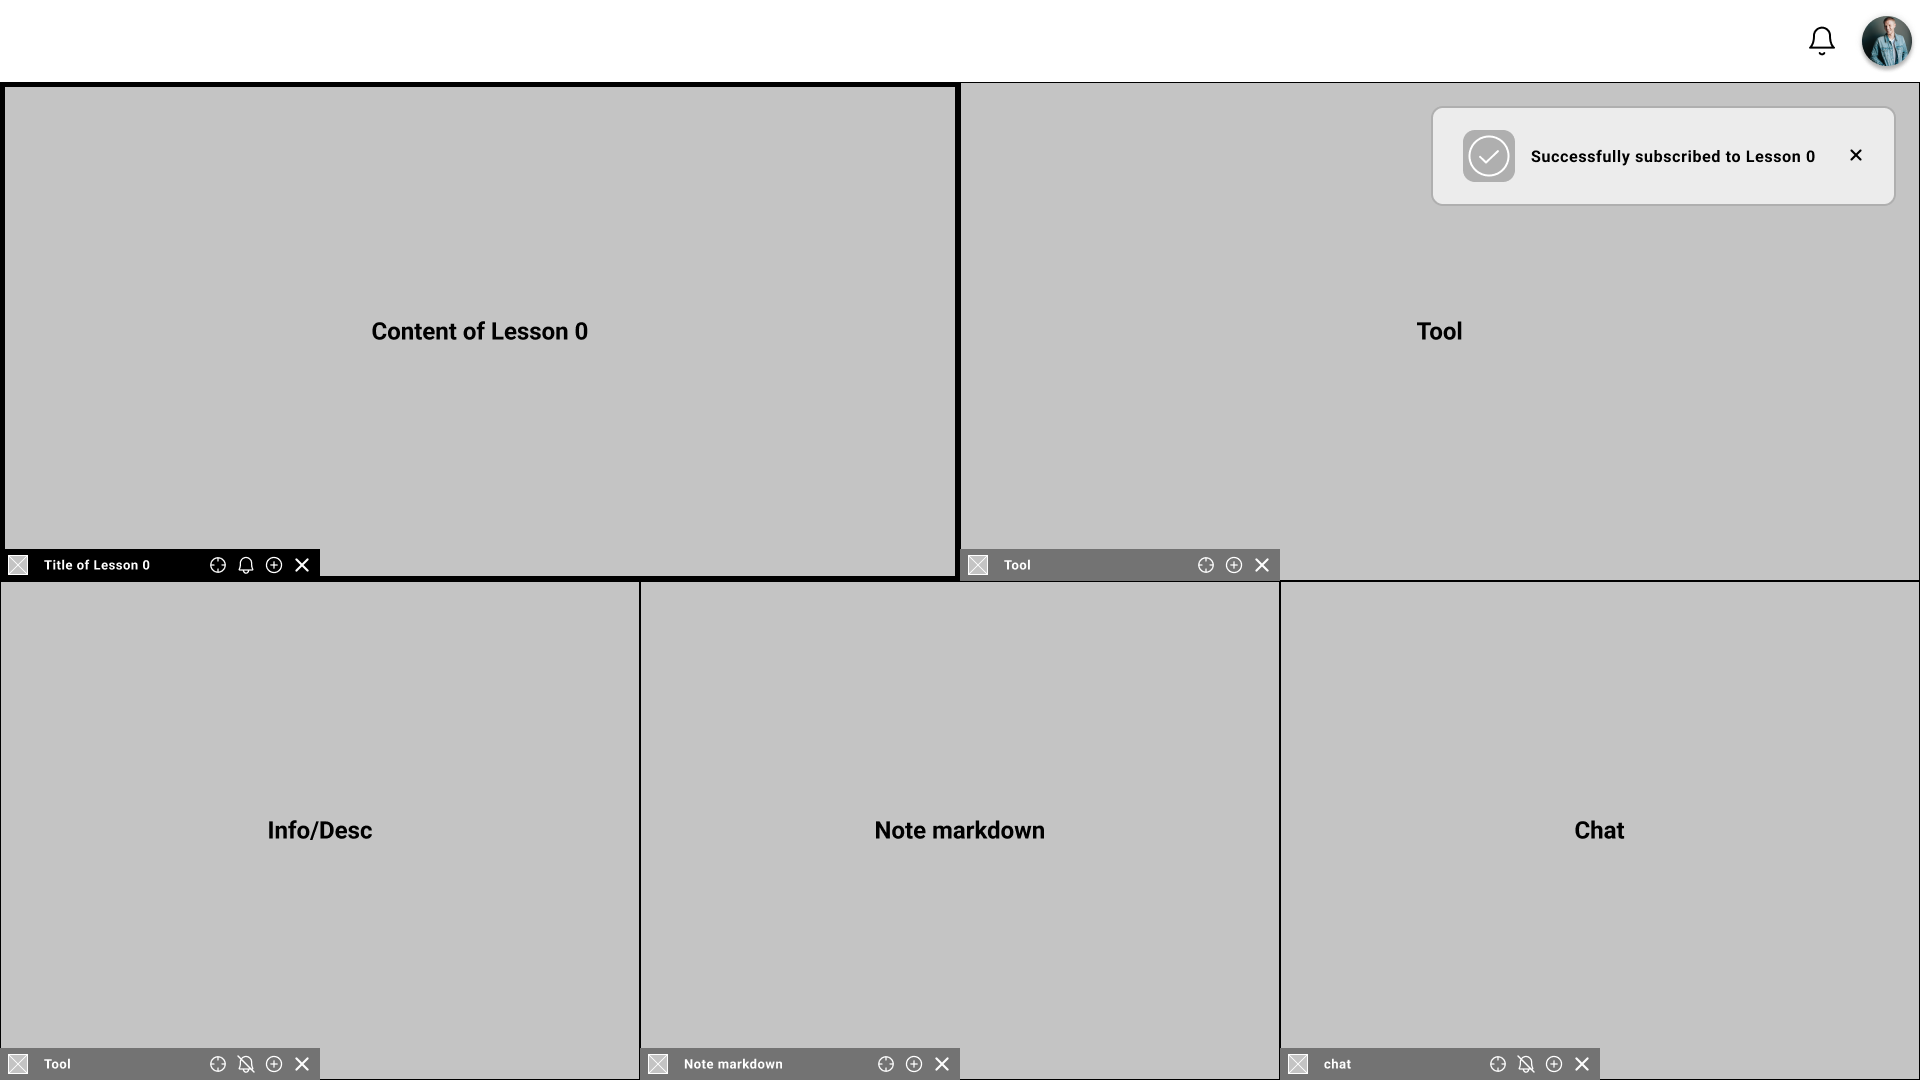 Successfully subscribed to Lesson 0
Content of Lesson 0
Tool
Title of Lesson 0
Tool
Info/Desc
Note markdown
Chat
Tool
Note markdown
chat